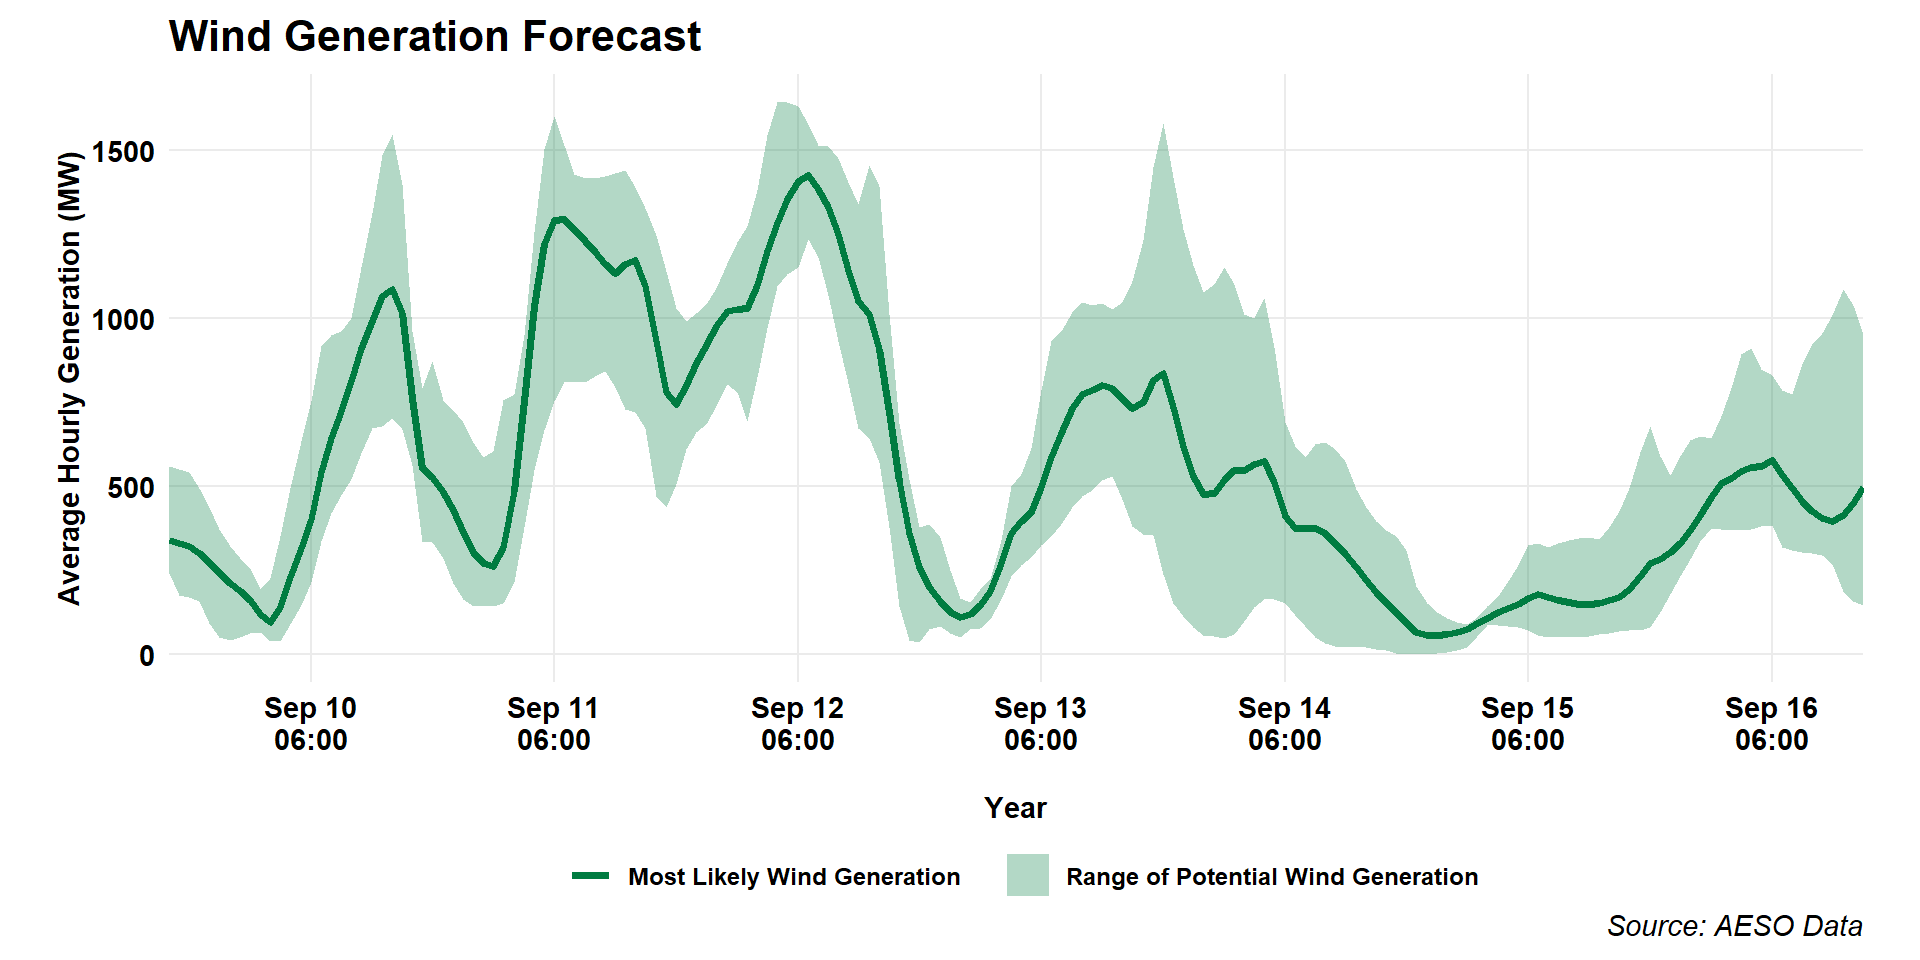 Wind Generation Forecast
Average Hourly Generation (MW)
1500
1000
500
0
Sep 10
06:00
Sep 11
06:00
Sep 12
06:00
Sep 13
06:00
Sep 14
06:00
Sep 15
06:00
Sep 16
06:00
Year
Most Likely Wind Generation
Range of Potential Wind Generation
Source: AESO Data